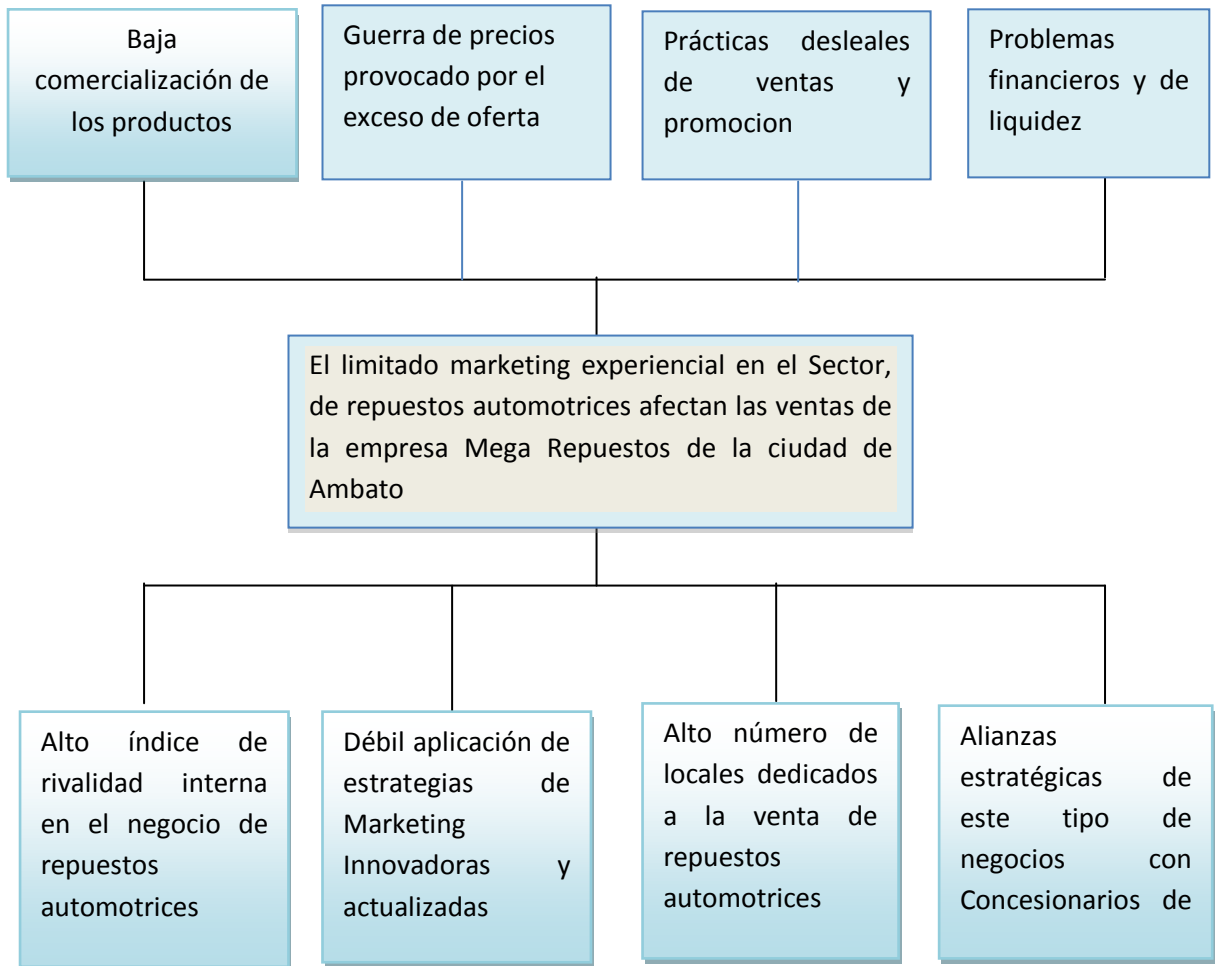 Baja
comercialización de
los productos
Guerra de precios
provocado por el
exceso de oferta
Prácticas desleales
de ventas y
promocion
Problemas
financieros y de
liquidez
El limitado marketing experiencial en el Sector,
de repuestos automotrices afectan las ventas de
la empresa Mega Repuestos de la ciudad de
Ambato
Alto índice de
rivalidad interna
en el negocio de
repuestos
automotrices
Débil aplicación de
estrategias de
Marketing
Innovadoras y
actualizadas
Alto número de
locales dedicados
a la venta de
repuestos
automotrices
Alianzas
estratégicas de
este tipo de
negocios con
Concesionarios de